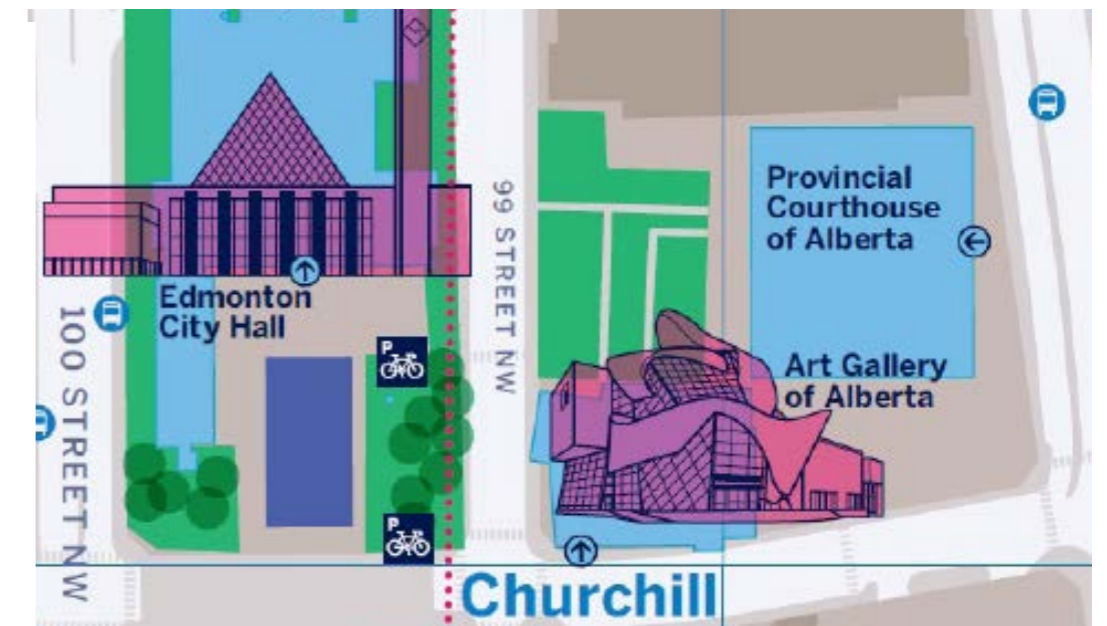 Provincial
Courthouse
of Alberta
99 STREET NW
Edmonton
City Hall
100 STREET NW
P
Art Gallery
of Alberta
P
Churchill